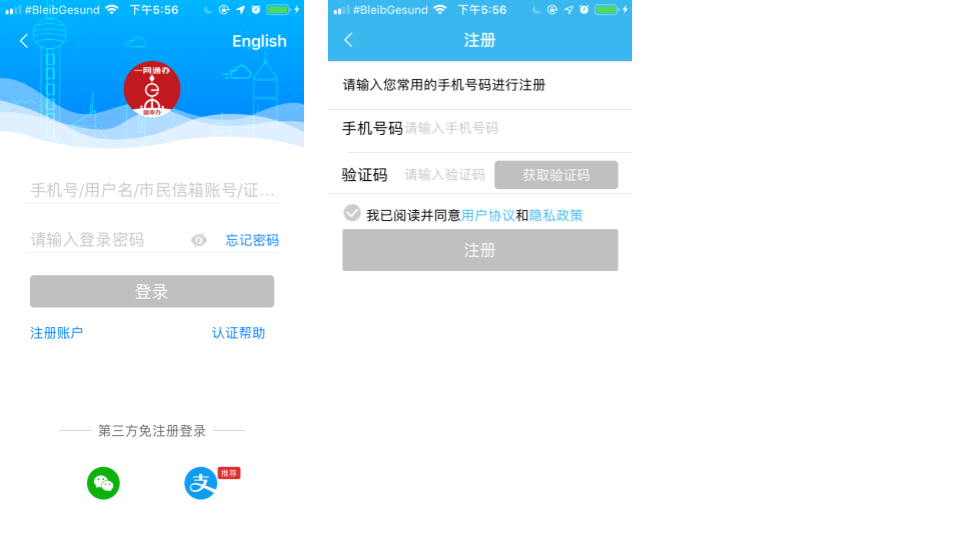 #BleibGesund 下午5:56
English
一网通办
随申办
手机号/用户名/市民信箱账号/证...
请输入登录密码 忘记密码
登录
注册账户 认证帮助
第三方免注册登录
支 推荐
#BleibGesund 下午5:56
注册
请输入您常用的手机号码进行注册
手机号码 请输入手机号码
验证码 请输入验证码 获取验证码
我已阅读并同意用户协议和隐私政策
注册